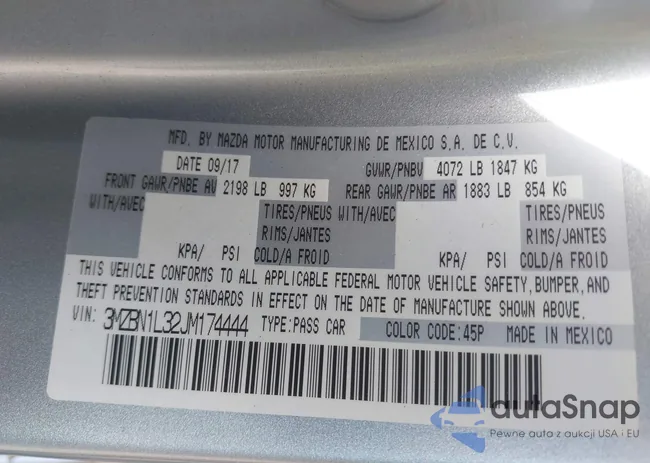 MFD. BY MAZDA MOTOR MANUFACTURING DE MEXICO S.A. DE C.V.
DATE 09/17 GVWR/PNBV 4072 LB 1847 KG
FRONT GAWR/PNBE AV 2198 LB 997 KG REAR GAWR/PNBE AR 1883 LB 854 KG
WITH/AVEC TIRES/PNEUS WITH/AVEC TIRES/PNEUS
RIMS/JANTES RIMS/JANTES
KPA/ PSI COLD/A FROID KPA/ PSI COLD/A FROID
THIS VEHICLE CONFORMS TO ALL APPLICABLE FEDERAL MOTOR VEHICLE SAFETY, BUMPER, AND
THEFT PREVENTION STANDARDS IN EFFECT ON THE DATE OF MANUFACTURE SHOWN ABOVE.
VIN: 3MZBN1L32JM174444 TYPE:PASS CAR COLOR CODE:45P MADE IN MEXICO
autoSnap
Pewne auta z aukcji USA i EU